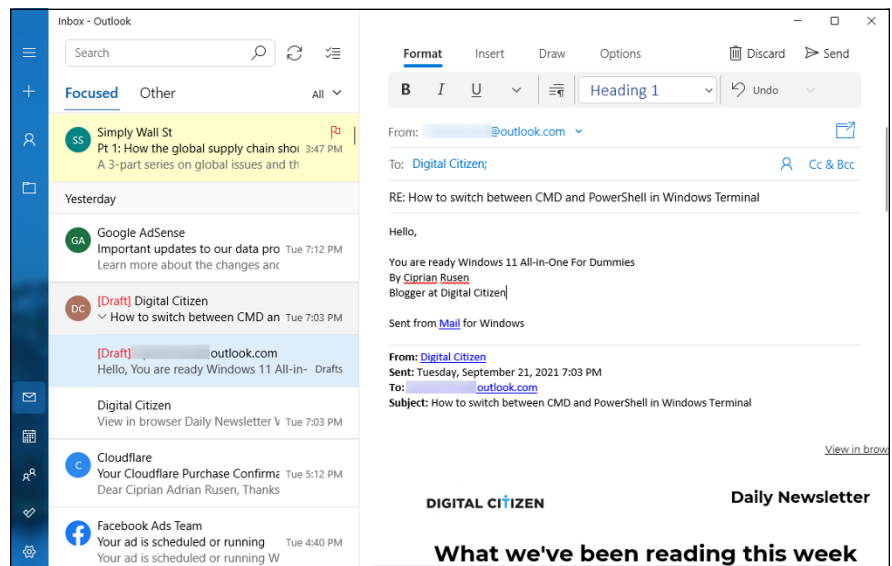 Inbox - Outlook
Search
Focused Other All
SS Simply Wall St
Pt 1: How the global supply chain sho 3:47 PM
A 3-part series on global issues and th
Yesterday
GA Google AdSense
Important updates to our data pro Tue 7:12 PM
Learn more about the changes and
DC [Draft] Digital Citizen
How to switch between CMD an Tue 7:03 PM
[Draft] outlook.com
Hello, You are ready Windows 11 All-in- Drafts
Digital Citizen
View in browser Daily Newsletter Tue 7:03 PM
C Cloudflare
Your Cloudflare Purchase Confirma Tue 5:12 PM
Dear Ciprian Adrian Rusen, Thanks
Facebook Ads Team
Your ad is scheduled or running Tue 4:40 PM
Your ad is scheduled or running W
Format Insert Draw Options Discard Send
B I U Heading 1 Undo
From: @outlook.com
To: Digital Citizen; Cc & Bcc
RE: How to switch between CMD and PowerShell in Windows Terminal
Hello,
You are ready Windows 11 All-in-One For Dummies
By Ciprian Rusen
Blogger at Digital Citizen
Sent from Mail for Windows
From: Digital Citizen
Sent: Tuesday, September 21, 2021 7:03 PM
To: outlook.com
Subject: How to switch between CMD and PowerShell in Windows Terminal
View in brow
DIGITAL CITIZEN Daily Newsletter
What we've been reading this week